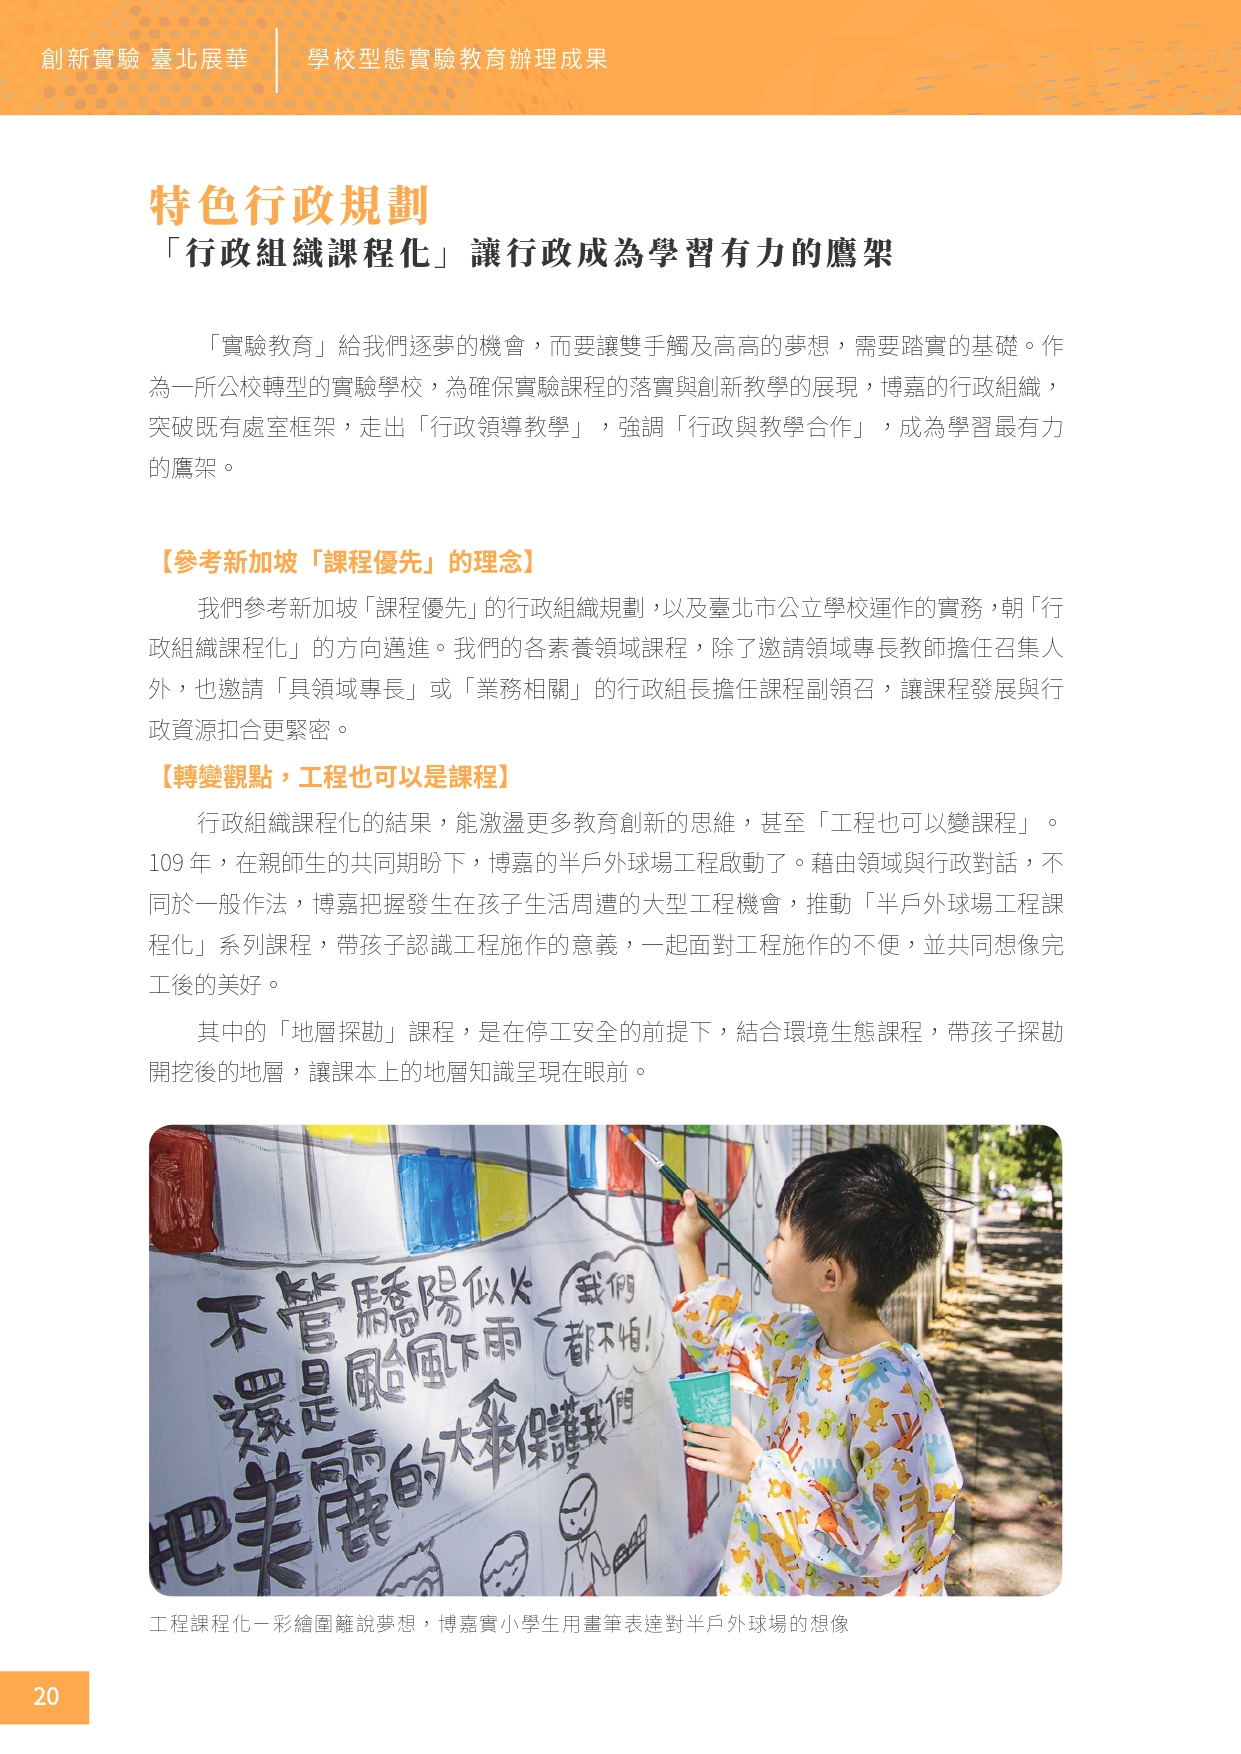 創新實驗 臺北展華
學校型態實驗教育辦理成果
特色行政規劃
「行政組織課程化」讓行政成為學習有力的鷹架
「實驗教育」給我們逐夢的機會，而要讓雙手觸及高高的夢想，需要踏實的基礎。作
為一所公校轉型的實驗學校，為確保實驗課程的落實與創新教學的展現，博嘉的行政組織，
突破既有處室框架，走出「行政領導教學」，強調「行政與教學合作」，成為學習最有力
的鷹架。
【參考新加坡「課程優先」的理念】
我們參考新加坡「課程優先」的行政組織規劃，以及臺北市公立學校運作的實務，朝「行
政組織課程化」的方向邁進。我們的各素養領域課程，除了邀請領域專長教師擔任召集人
外，也邀請「具領域專長」或「業務相關」的行政組長擔任課程副領召，讓課程發展與行
政資源扣合更緊密。
【轉變觀點，工程也可以是課程】
行政組織課程化的結果，能激盪更多教育創新的思維，甚至「工程也可以變課程」。
109 年，在親師生的共同期盼下，博嘉的半戶外球場工程啟動了。藉由領域與行政對話，不
同於一般作法，博嘉把握發生在孩子生活周遭的大型工程機會，推動「半戶外球場工程課
程化」系列課程，帶孩子認識工程施作的意義，一起面對工程施作的不便，並共同想像完
工後的美好。
其中的「地層探勘」課程，是在停工安全的前提下，結合環境生態課程，帶孩子探勘
開挖後的地層，讓課本上的地層知識呈現在眼前。
不管驕陽似火
還是颱風下雨
把美麗的大傘保護我們
我們
都不怕!
工程課程化－彩繪圍籬說夢想，博嘉實小學生用畫筆表達對半戶外球場的想像
20